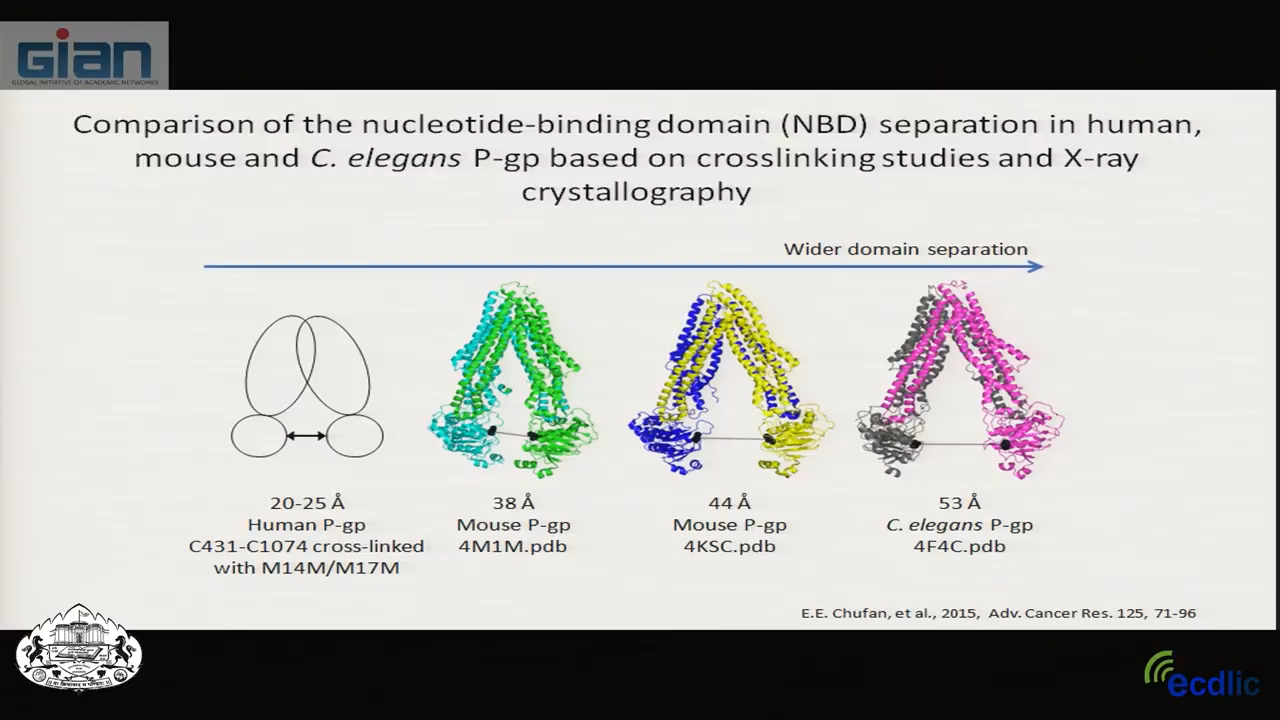 GIAN
GLOBAL INITIATIVE OF ACADEMIC NETWORKS
Comparison of the nucleotide-binding domain (NBD) separation in human,
mouse and C. elegans P-gp based on crosslinking studies and X-ray
crystallography
Wider domain separation
20-25 Å
Human P-gp
C431-C1074 cross-linked
with M14M/M17M
38 Å
Mouse P-gp
4M1M.pdb
44 Å
Mouse P-gp
4KSC.pdb
53 Å
C. elegans P-gp
4F4C.pdb
E.E. Chufan, et al., 2015, Adv. Cancer Res. 125, 71-96
ecdlic